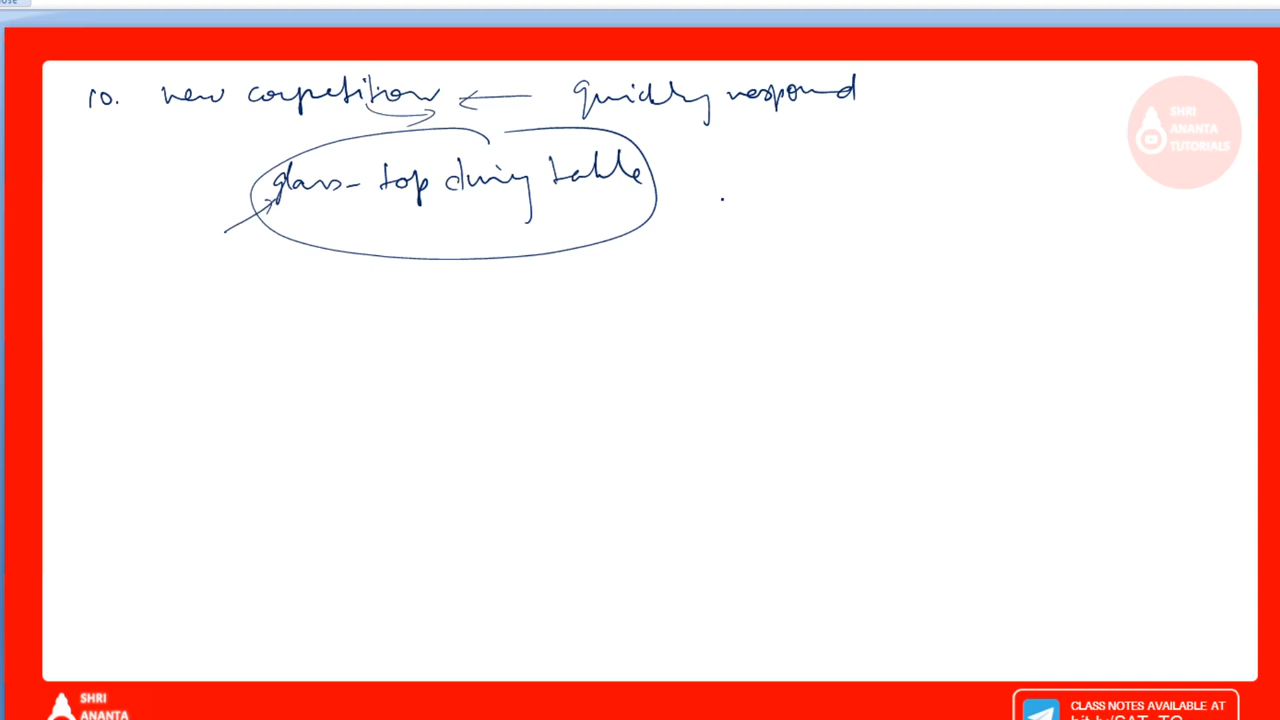 10. new competition ← quickly respond
glass-top dining table
SHRI
ANANTA
TUTORIALS
SHRI
ANANTA
CLASS NOTES AVAILABLE AT